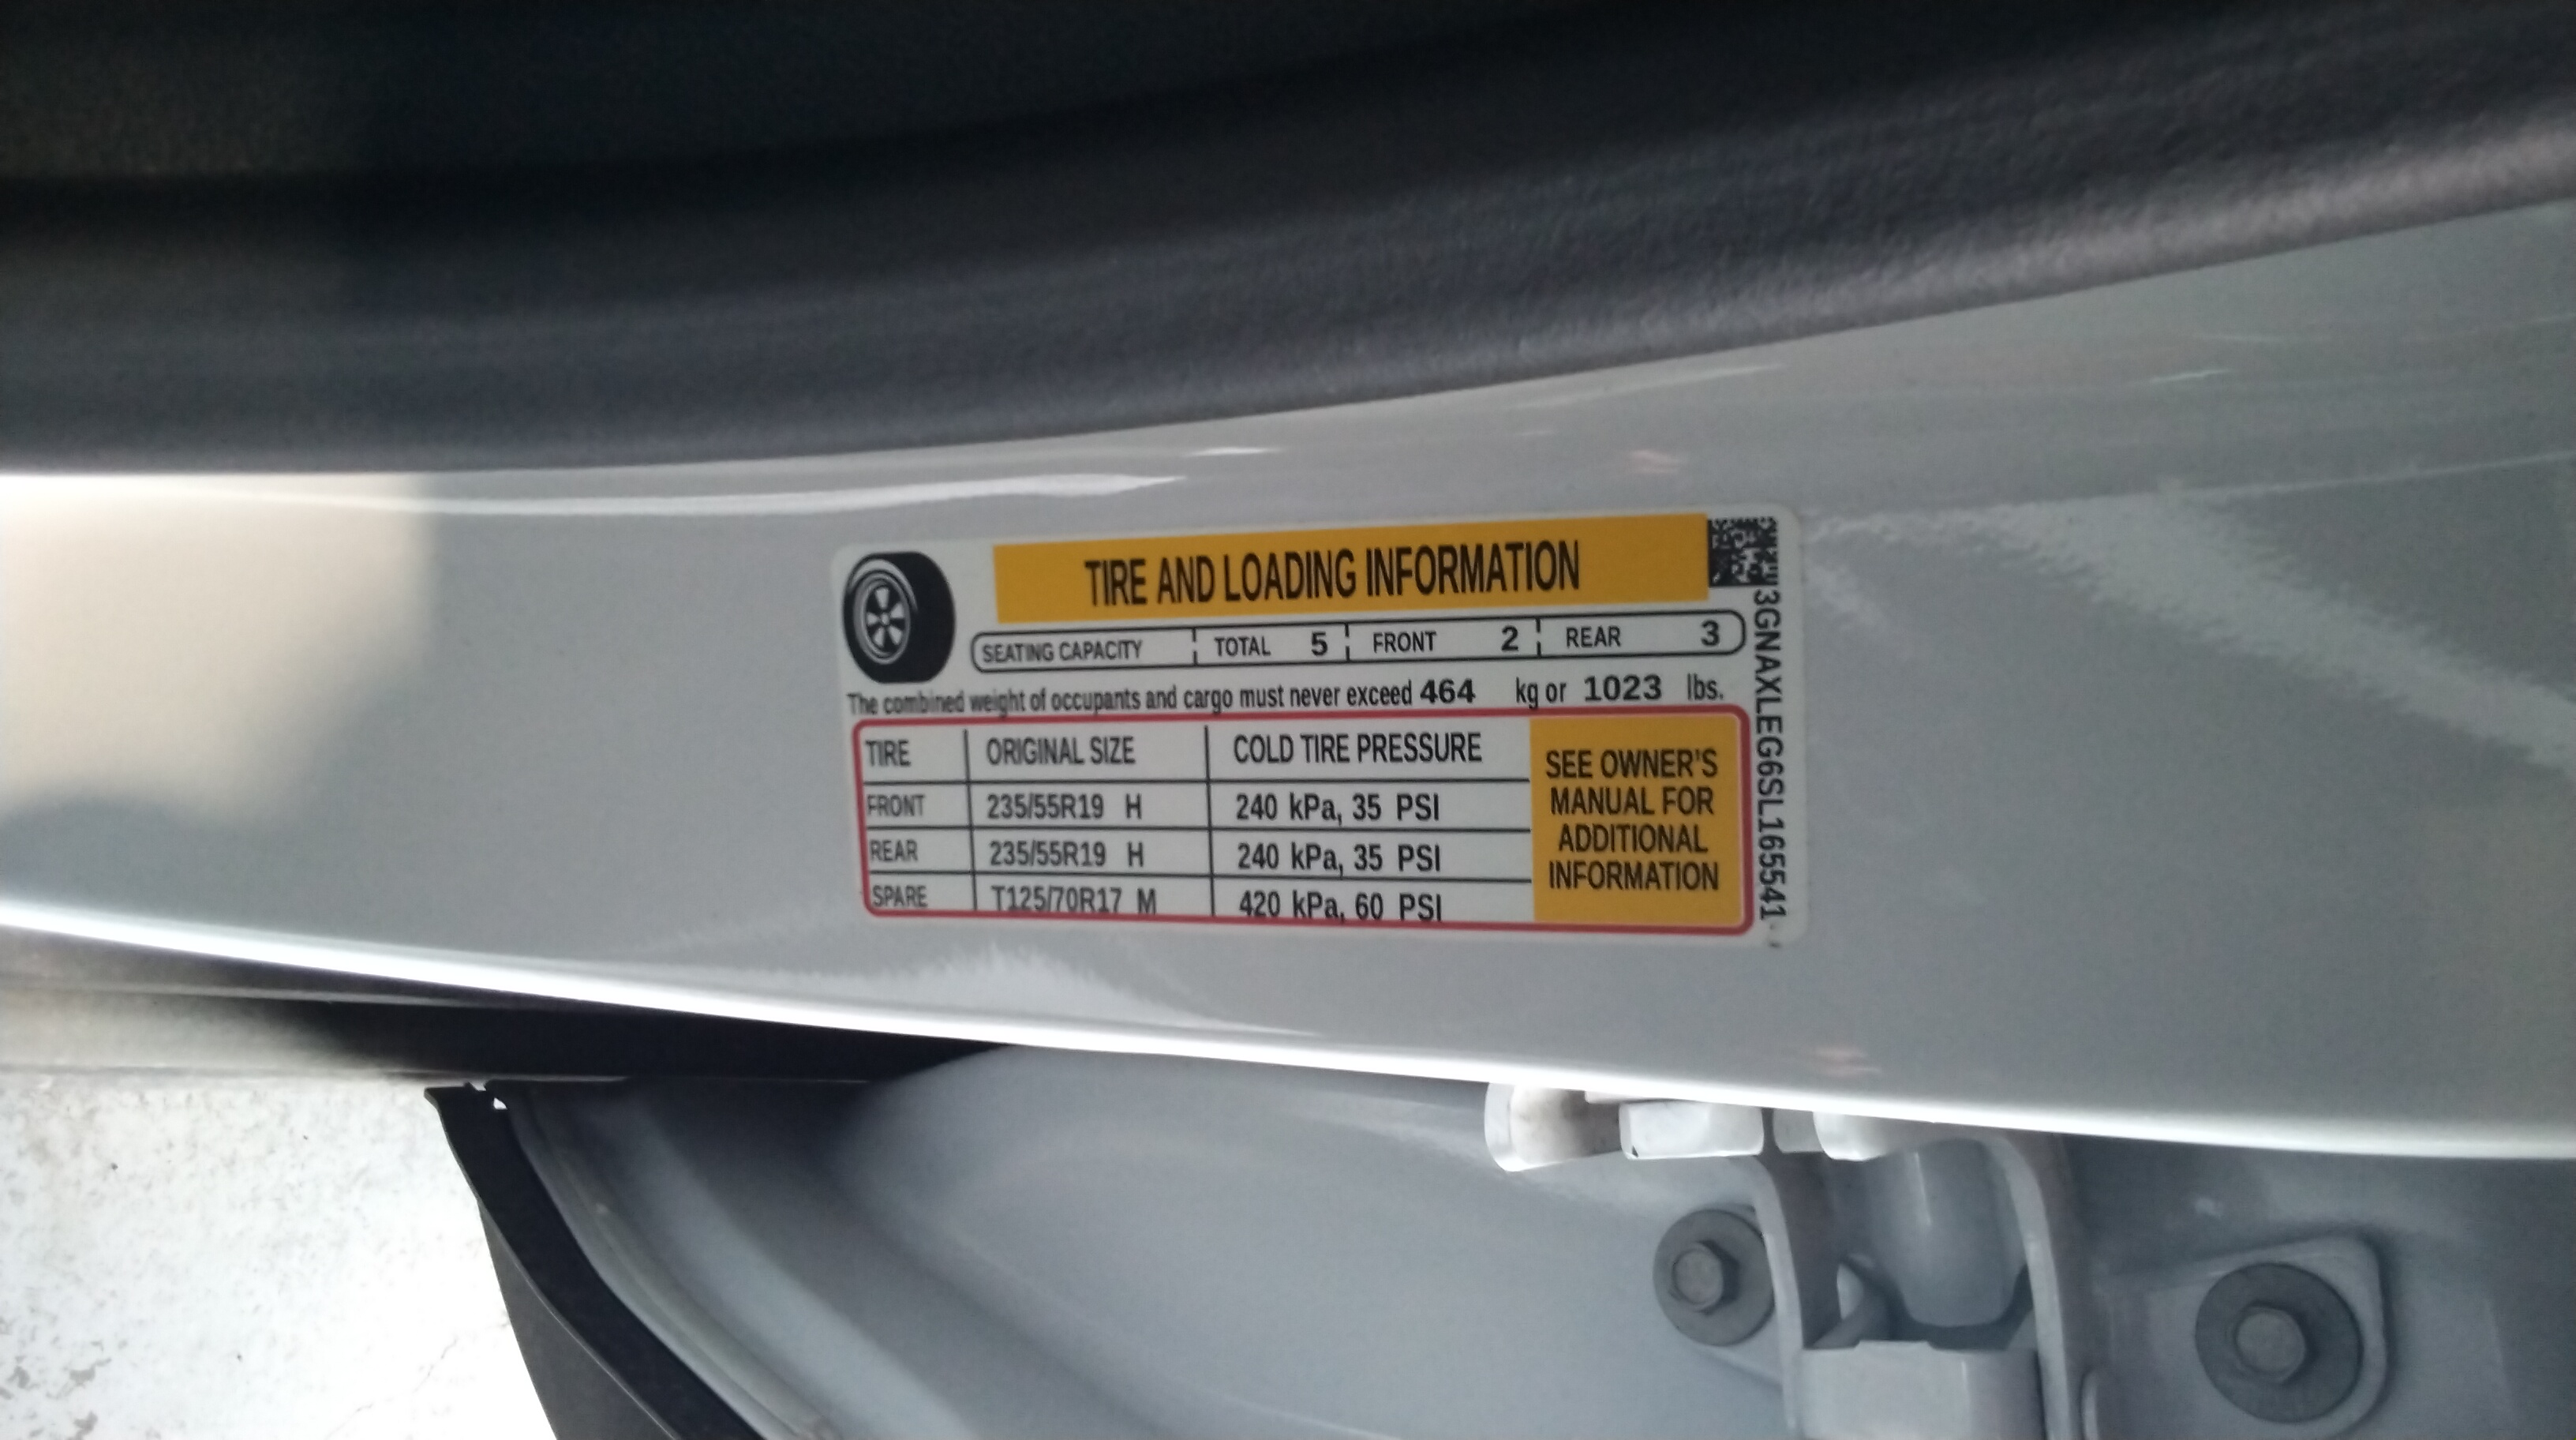 TIRE AND LOADING INFORMATION
SEATING CAPACITY TOTAL 5 FRONT 2 REAR 3
The combined weight of occupants and cargo must never exceed 464 kg or 1023 lbs.
TIRE ORIGINAL SIZE COLD TIRE PRESSURE
FRONT 235/55R19 H 240 kPa, 35 PSI
REAR 235/55R19 H 240 kPa, 35 PSI
SPARE T125/70R17 M 420 kPa, 60 PSI
SEE OWNER'S
MANUAL FOR
ADDITIONAL
INFORMATION
3GNAXLEG6SL165541